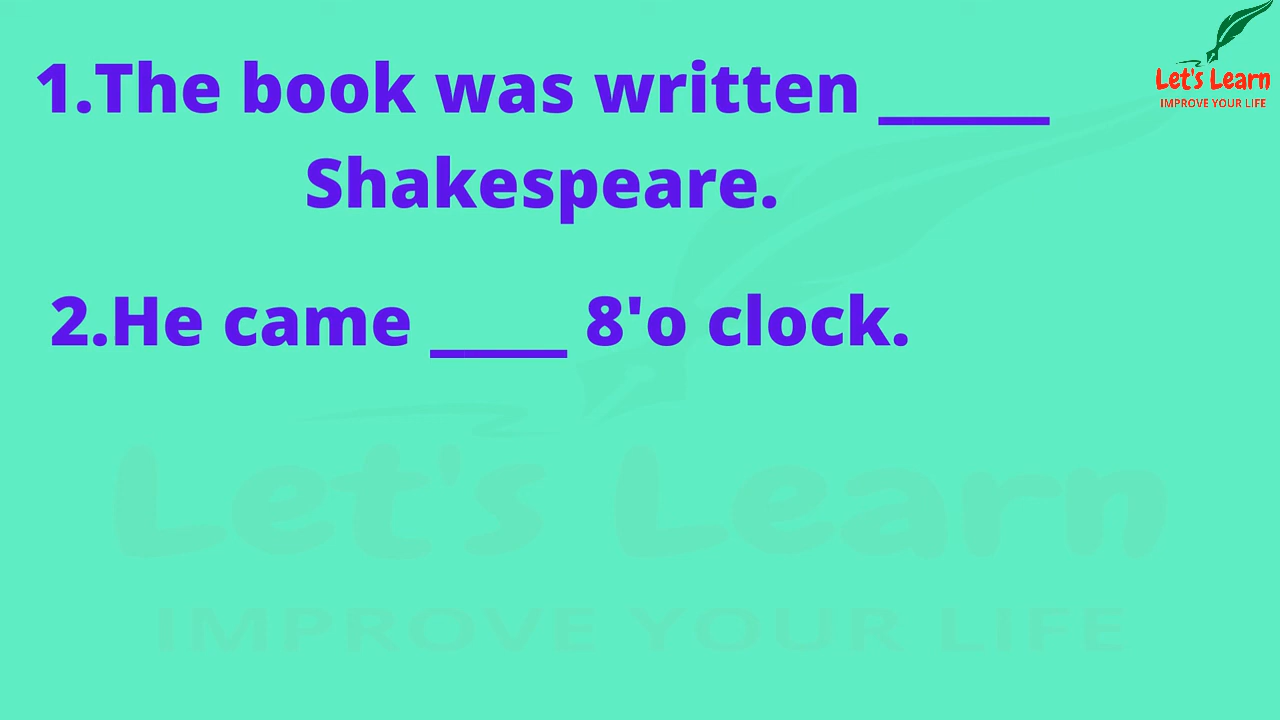 1.The book was written _____
Shakespeare.
2.He came ____ 8'o clock.
Let's Learn
IMPROVE YOUR LIFE
Let's Learn
IMPROVE YOUR LIFE